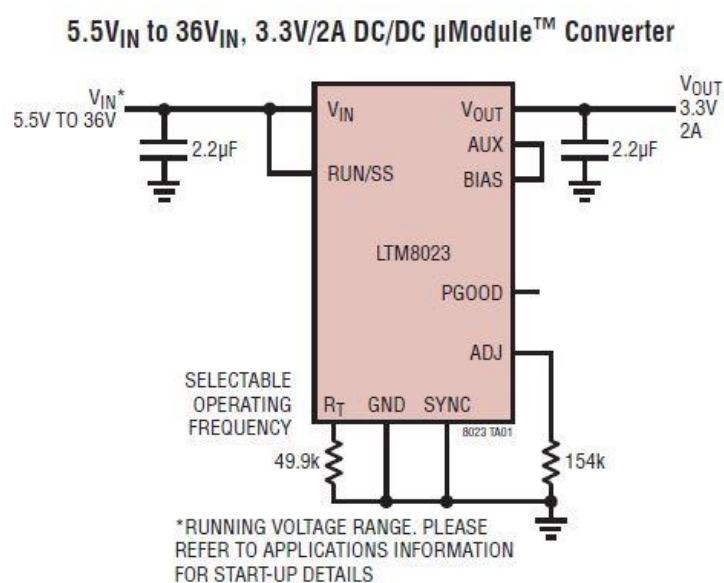 5.5VIN to 36VIN, 3.3V/2A DC/DC µModule™ Converter
VIN*
5.5V TO 36V
2.2µF
VIN
RUN/SS
VOUT
AUX
BIAS
LTM8023
PGOOD
ADJ
RT GND SYNC
8023 TA01
VOUT
3.3V
2A
2.2µF
SELECTABLE
OPERATING
FREQUENCY
49.9k
154k
*RUNNING VOLTAGE RANGE. PLEASE
REFER TO APPLICATIONS INFORMATION
FOR START-UP DETAILS